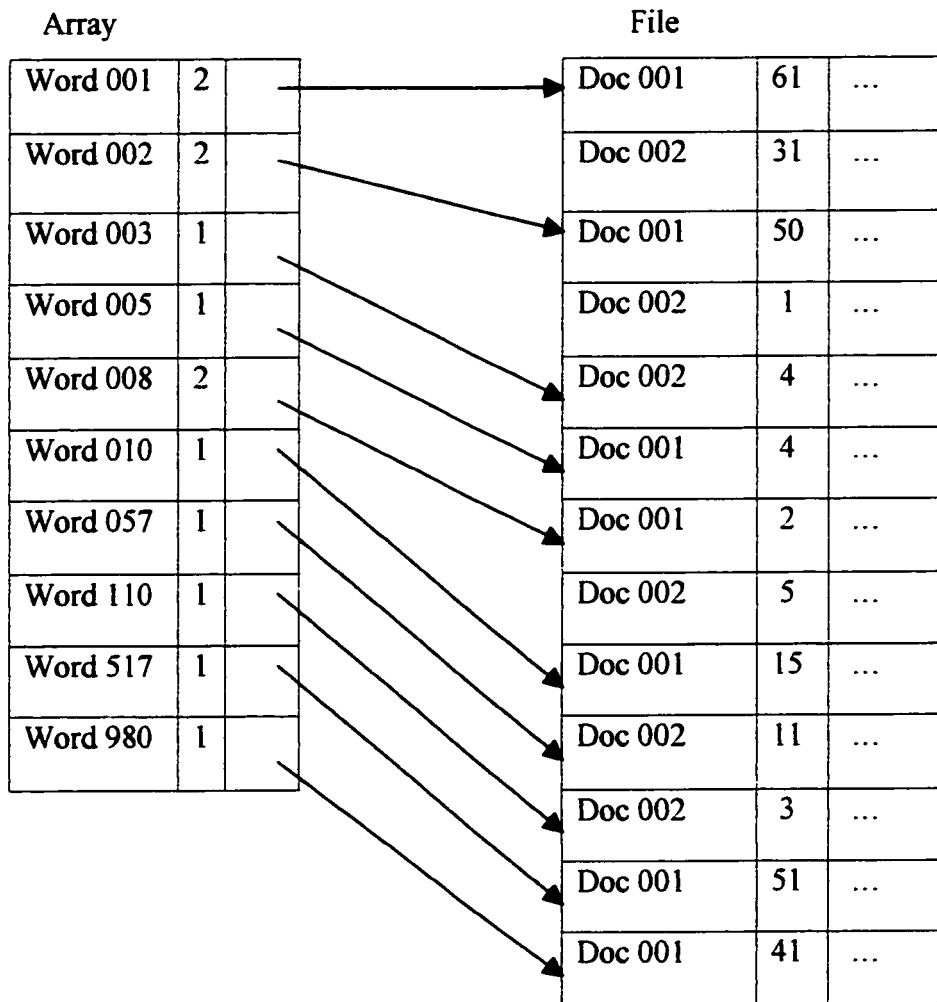 Array File
Word 001 2 Doc 001 61 ...
Word 002 2 Doc 002 31 ...
Word 003 1 Doc 001 50 ...
Word 005 1 Doc 002 1 ...
Word 008 2 Doc 002 4 ...
Word 010 1 Doc 001 4 ...
Word 057 1 Doc 001 2 ...
Word 110 1 Doc 002 5 ...
Word 517 1 Doc 001 15 ...
Word 980 1 Doc 002 11 ...
Doc 002 3 ...
Doc 001 51 ...
Doc 001 41 ...